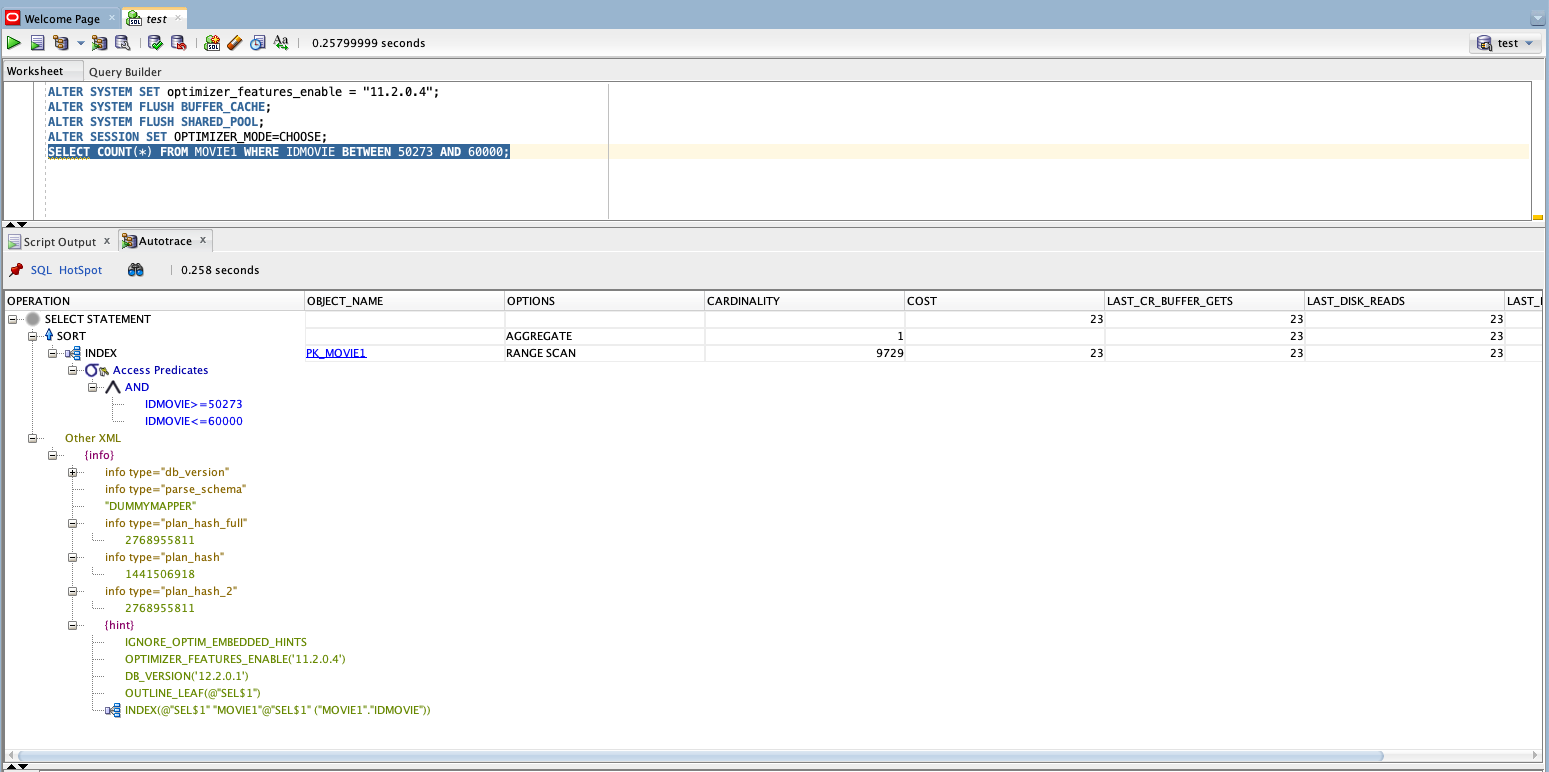 Welcome Page test
0.25799999 seconds test
Worksheet Query Builder
ALTER SYSTEM SET optimizer_features_enable = "11.2.0.4";
ALTER SYSTEM FLUSH BUFFER_CACHE;
ALTER SYSTEM FLUSH SHARED_POOL;
ALTER SESSION SET OPTIMIZER_MODE=CHOOSE;
SELECT COUNT(*) FROM MOVIE1 WHERE IDMOVIE BETWEEN 50273 AND 60000;
Script Output x Autotrace x
SQL HotSpot 0.258 seconds
OPERATION OBJECT_NAME OPTIONS CARDINALITY COST LAST_CR_BUFFER_GETS LAST_DISK_READS LAST_
SELECT STATEMENT 23 23 23
SORT AGGREGATE 1 23 23
INDEX PK_MOVIE1 RANGE SCAN 9729 23 23 23
Access Predicates
AND
IDMOVIE>=50273
IDMOVIE<=60000
Other XML
{info}
info type="db_version"
info type="parse_schema"
"DUMMYMAPPER"
info type="plan_hash_full"
2768955811
info type="plan_hash"
1441506918
info type="plan_hash_2"
2768955811
{hint}
IGNORE_OPTIM_EMBEDDED_HINTS
OPTIMIZER_FEATURES_ENABLE('11.2.0.4')
DB_VERSION('12.2.0.1')
OUTLINE_LEAF(@"SEL$1")
INDEX(@"SEL$1" "MOVIE1"@"SEL$1" ("MOVIE1"."IDMOVIE"))